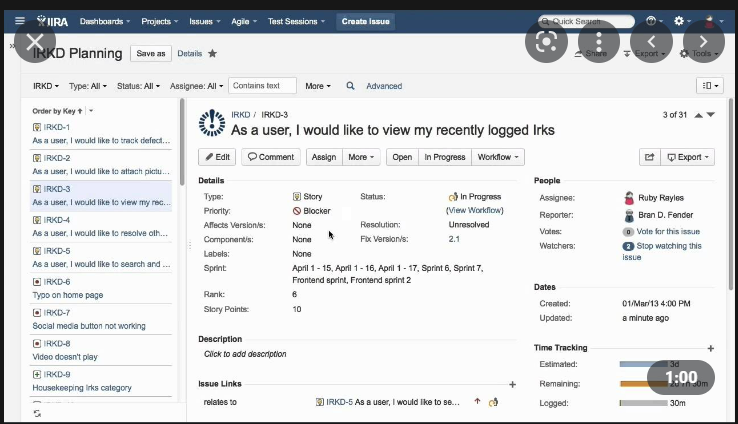 JIRA Dashboards Projects Issues Agile Test Sessions Create Issue Quick Search
IRKD Planning Save as Details Share Export Tools
IRKD Type: All Status: All Assignee: All Contains text More Advanced
Order by Key
IRKD-1
As a user, I would like to track defect...
IRKD-2
As a user, I would like to attach pictu...
IRKD-3
As a user, I would like to view my rec...
IRKD-4
As a user, I would like to resolve oth...
IRKD-5
As a user, I would like to search and ...
IRKD-6
Typo on home page
IRKD-7
Social media button not working
IRKD-8
Video doesn't play
IRKD-9
Housekeeping Irks category
IRKD / IRKD-3
3 of 31
As a user, I would like to view my recently logged Irks
Edit Comment Assign More Open In Progress Workflow Export
Details
Type: Story Status: In Progress
Priority: Blocker (View Workflow)
Affects Version/s: None Resolution: Unresolved
Component/s: None Fix Version/s: 2.1
Labels: None
Sprint: April 1 - 15, April 1 - 16, April 1 - 17, Sprint 6, Sprint 7,
Frontend sprint, Frontend sprint 2
Rank: 6
Story Points: 10
Description
Click to add description
Issue Links
relates to IRKD-5 As a user, I would like to se...
People
Assignee: Ruby Rayles
Reporter: Bran D. Fender
Votes: 0 Vote for this issue
Watchers: 2 Stop watching this
issue
Dates
Created: 01/Mar/13 4:00 PM
Updated: a minute ago
Time Tracking
Estimated: 3d
Remaining:
1:00
Logged: 30m